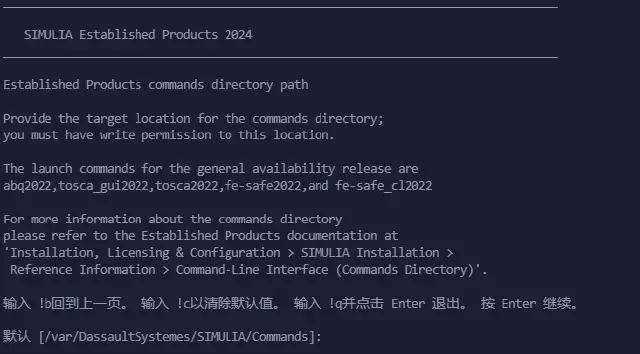 SIMULIA Established Products 2024
Established Products commands directory path
Provide the target location for the commands directory;
you must have write permission to this location.
The launch commands for the general availability release are
abq2022,tosca_gui2022,tosca2022,fe-safe2022,and fe-safe_cl2022
For more information about the commands directory
please refer to the Established Products documentation at
'Installation, Licensing & Configuration > SIMULIA Installation >
Reference Information > Command-Line Interface (Commands Directory)'.
输入 !b回到上一页。 输入 !c以清除默认值。 输入 !q并点击 Enter 退出。 按 Enter 继续。
默认 [/var/DassaultSystemes/SIMULIA/Commands]: